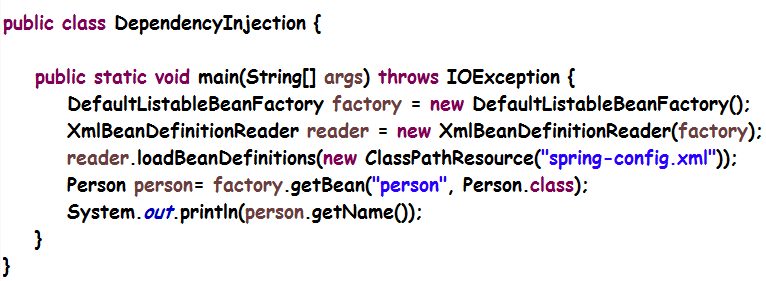 public class DependencyInjection {
public static void main(String[] args) throws IOException {
DefaultListableBeanFactory factory = new DefaultListableBeanFactory();
XmlBeanDefinitionReader reader = new XmlBeanDefinitionReader(factory);
reader.loadBeanDefinitions(new ClassPathResource("spring-config.xml"));
Person person= factory.getBean("person", Person.class);
System.out.println(person.getName());
}
}